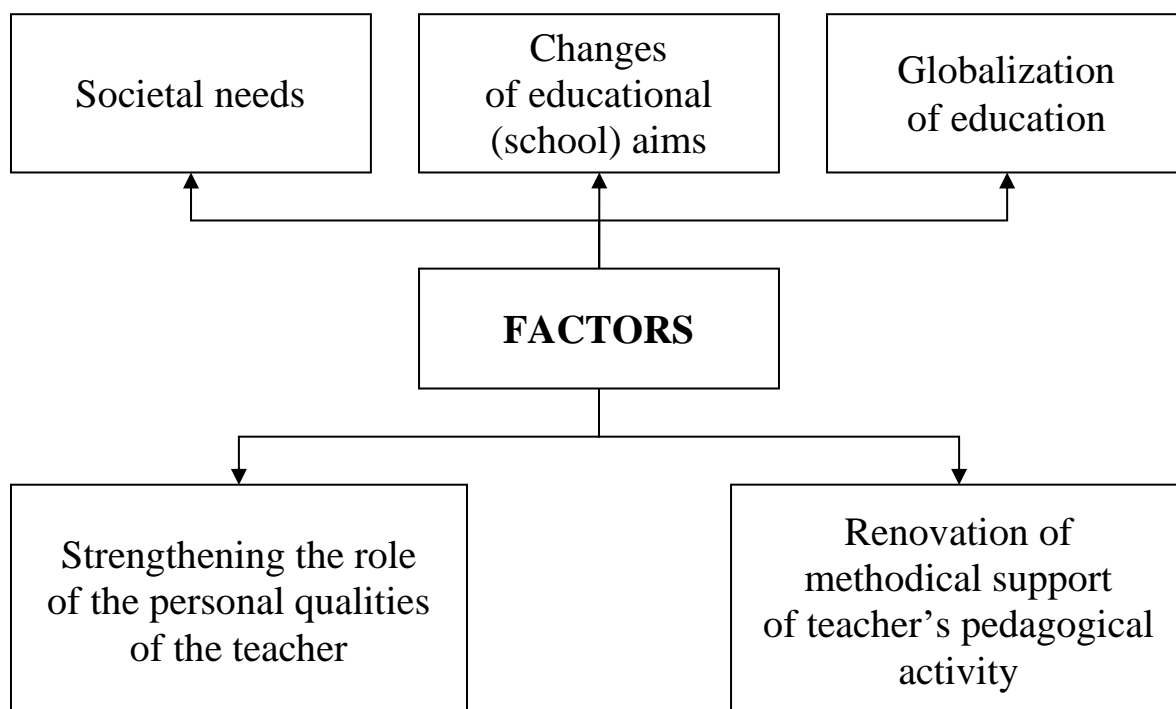 Societal needs
Changes
of educational
(school) aims
Globalization
of education
FACTORS
Strengthening the role
of the personal qualities
of the teacher
Renovation of
methodical support
of teacher’s pedagogical
activity